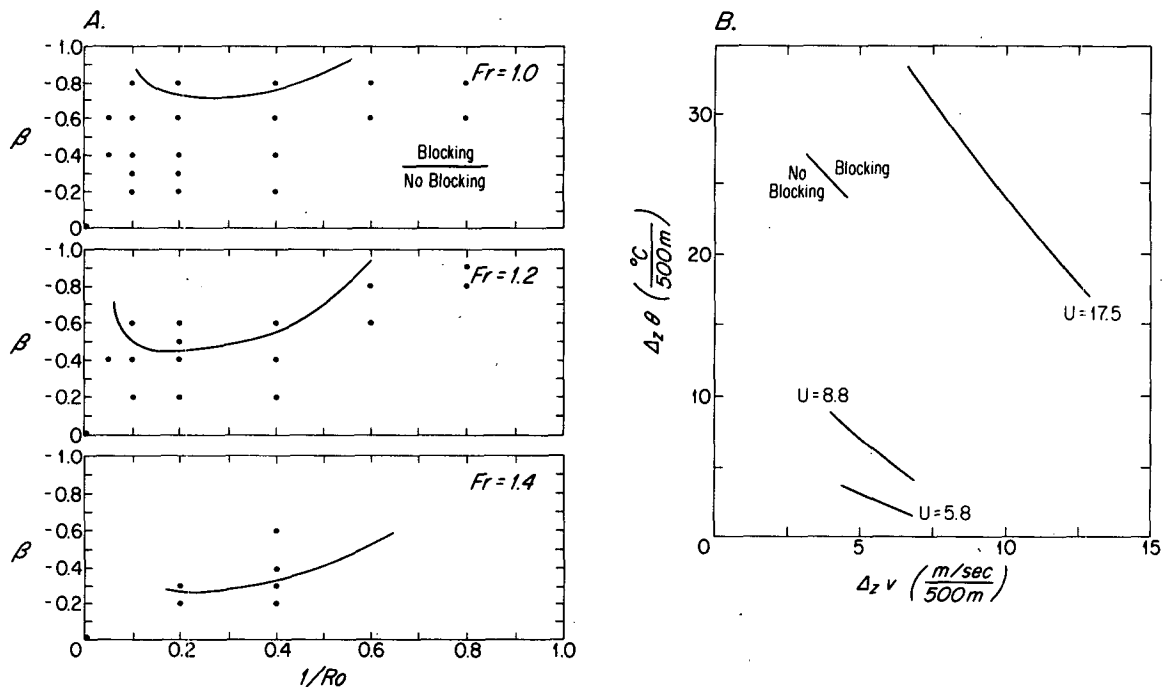 A.
- 1.0
- 0.8
- 0.6
- 0.4
- 0.2
0
β
Fr = 1.0
Blocking
No Blocking
- 1.0
- 0.8
- 0.6
- 0.4
- 0.2
0
β
Fr = 1.2
- 1.0
- 0.8
- 0.6
- 0.4
- 0.2
0
β
Fr = 1.4
0.2
0.4
0.6
0.8
1.0
1/Ro
B.
30
20
10
0
Δz θ (°C/500m)
No Blocking
Blocking
U = 17.5
U = 8.8
U = 5.8
0
5
10
15
Δz v (m/sec/500m)